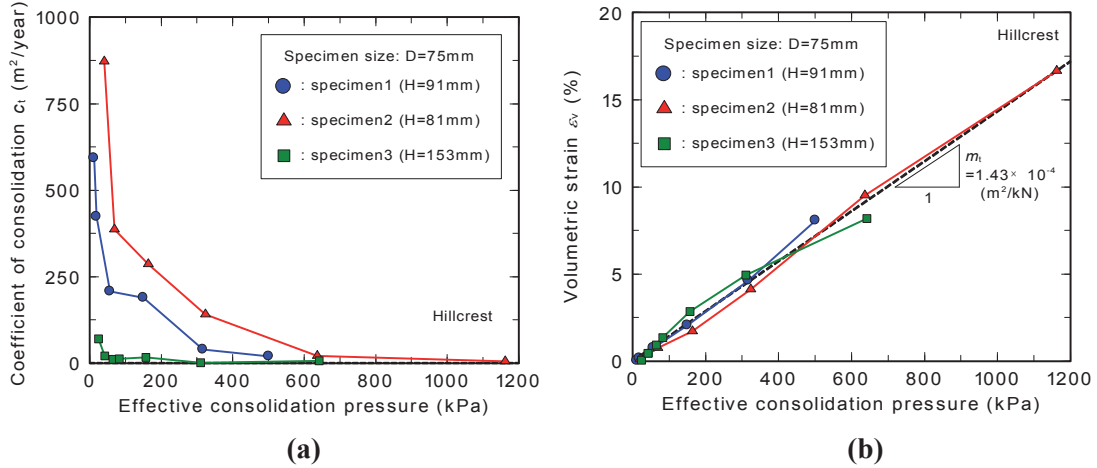 Coefficient of consolidation cₜ (m²/year)
1000
750
500
250
0
Specimen size: D=75mm
: specimen1 (H=91mm)
: specimen2 (H=81mm)
: specimen3 (H=153mm)
Hillcrest
0 200 400 600 800 1000 1200
Effective consolidation pressure (kPa)
(a)
Volumetric strain εᵥ (%)
20
15
10
5
0
Hillcrest
Specimen size: D=75mm
: specimen1 (H=91mm)
: specimen2 (H=81mm)
: specimen3 (H=153mm)
mₜ
=1.43× 10⁻⁴
(m²/kN)
1
0 200 400 600 800 1000 1200
Effective consolidation pressure (kPa)
(b)